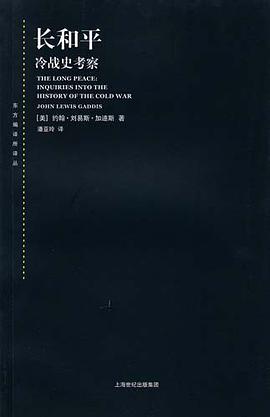 长和平
冷战史考察
THE LONG PEACE:
INQUIRIES INTO THE
HISTORY OF THE COLD WAR
JOHN LEWIS GADDIS
[美] 约翰·刘易斯·加迪斯 著
潘亚玲 译
东方编译所译丛
上海世纪出版集团